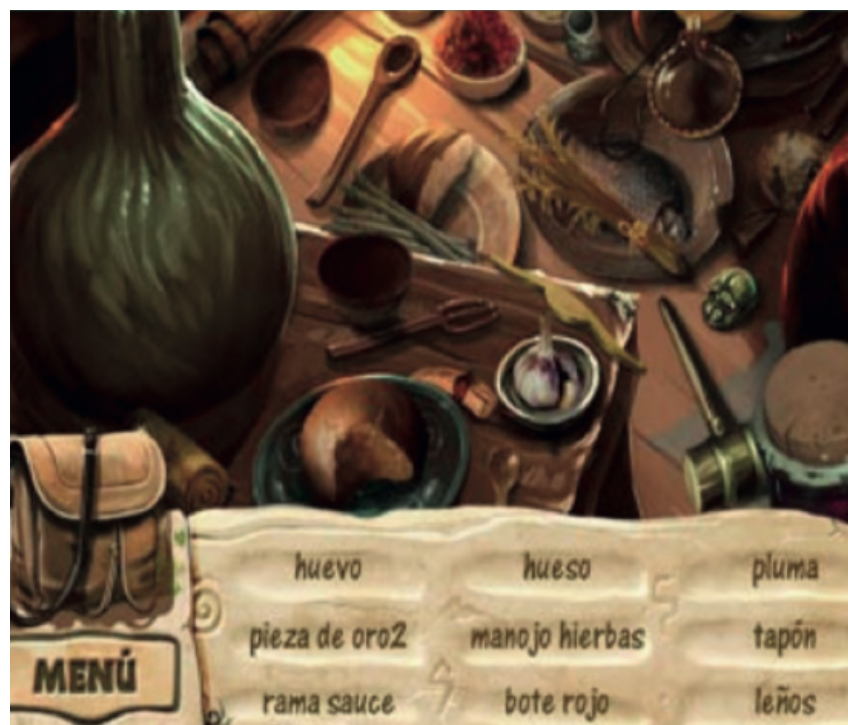 huevo hueso pluma
pieza de oro2 manojo hierbas tapón
MENÚ
rama sauce bote rojo leños